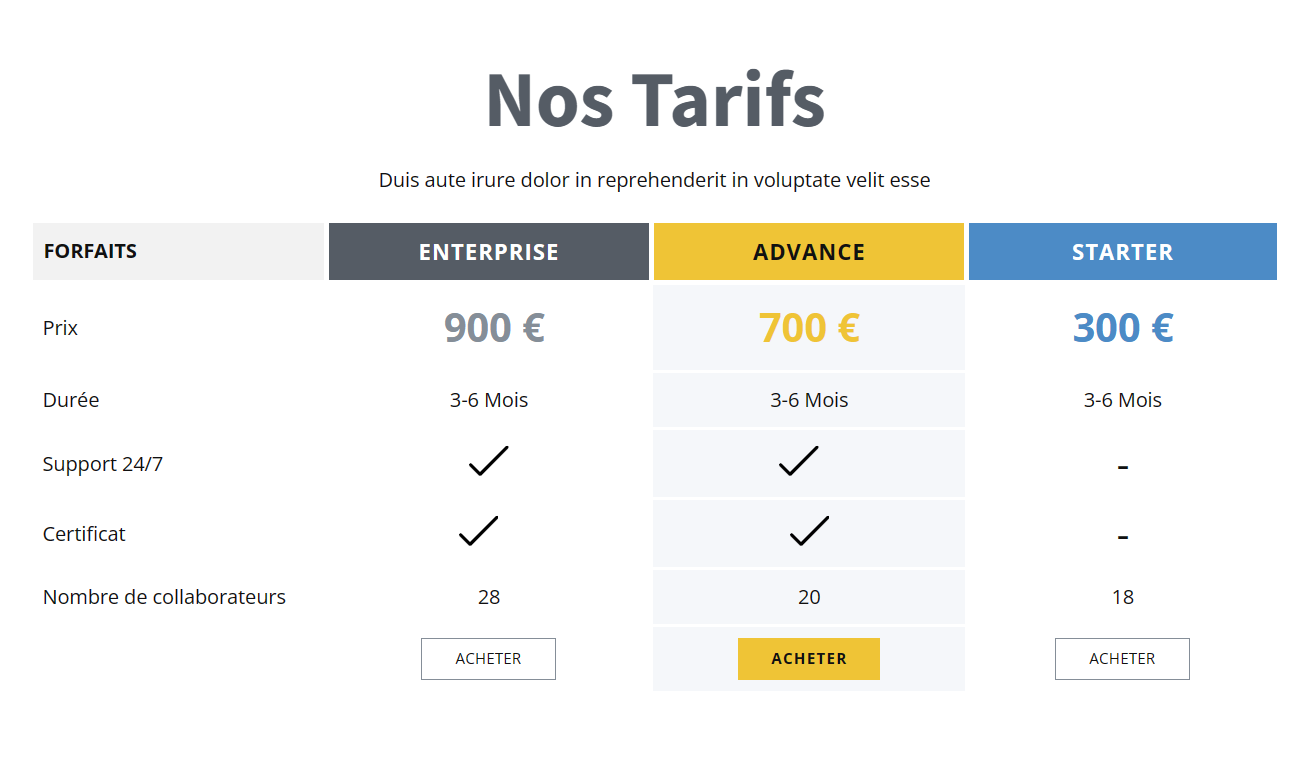 Nos Tarifs
Duis aute irure dolor in reprehenderit in voluptate velit esse
FORFAITS ENTERPRISE ADVANCE STARTER
Prix 900 € 700 € 300 €
Durée 3-6 Mois 3-6 Mois 3-6 Mois
Support 24/7 -
Certificat -
Nombre de collaborateurs 28 20 18
ACHETER ACHETER ACHETER